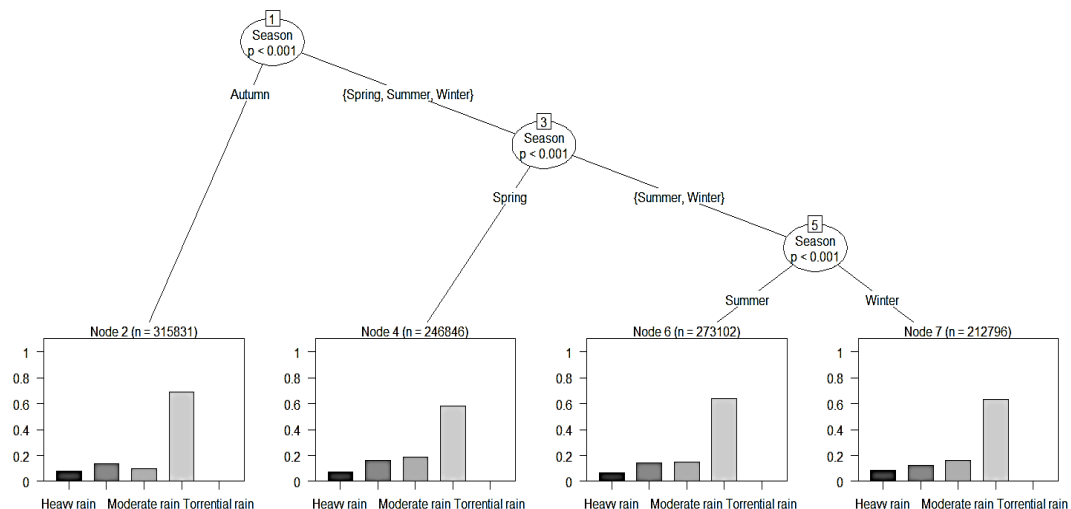 1
Season
p < 0.001
Autumn
{Spring, Summer, Winter}
3
Season
p < 0.001
Spring
{Summer, Winter}
5
Season
p < 0.001
Summer
Winter
Node 2 (n = 315831)
1
0.8
0.6
0.4
0.2
0
Heavy rain Moderate rain Torrential rain
Node 4 (n = 246846)
1
0.8
0.6
0.4
0.2
0
Heavy rain Moderate rain Torrential rain
Node 6 (n = 273102)
1
0.8
0.6
0.4
0.2
0
Heavy rain Moderate rain Torrential rain
Node 7 (n = 212796)
1
0.8
0.6
0.4
0.2
0
Heavy rain Moderate rain Torrential rain